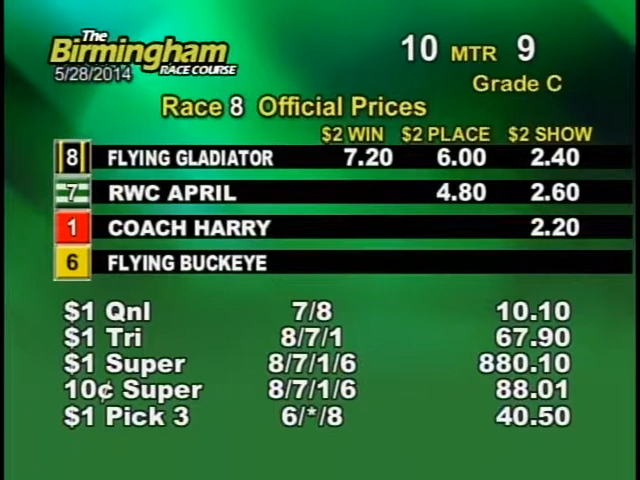 The
Birmingham
RACE COURSE
5/28/2014
10 MTR 9
Grade C
Race 8 Official Prices
$2 WIN $2 PLACE $2 SHOW
8 FLYING GLADIATOR 7.20 6.00 2.40
7 RWC APRIL 4.80 2.60
1 COACH HARRY 2.20
6 FLYING BUCKEYE
$1 Qnl 7/8 10.10
$1 Tri 8/7/1 67.90
$1 Super 8/7/1/6 880.10
10¢ Super 8/7/1/6 88.01
$1 Pick 3 6/*/8 40.50